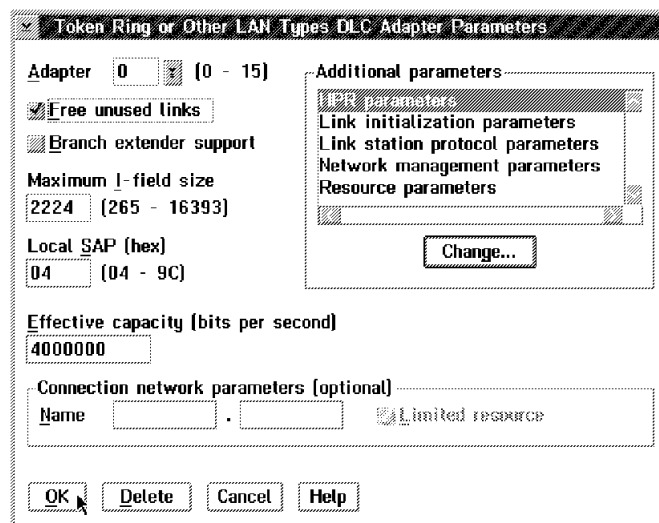 Token Ring or Other LAN Types DLC Adapter Parameters
Adapter 0 (0 - 15)
Free unused links
Branch extender support
Maximum I-field size
2224 (265 - 16393)
Local SAP (hex)
04 (04 - 9C)
Additional parameters
HPR parameters
Link initialization parameters
Link station protocol parameters
Network management parameters
Resource parameters
Change...
Effective capacity (bits per second)
4000000
Connection network parameters (optional)
Name .
Limited resource
OK Delete Cancel Help